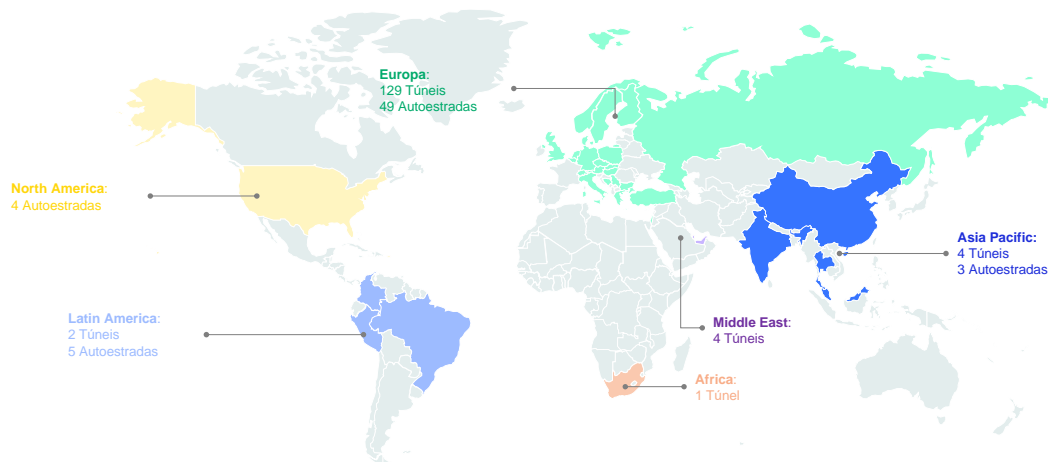 Europa:
129 Túneis
49 Autoestradas
North America:
4 Autoestradas
Asia Pacific:
4 Túneis
3 Autoestradas
Latin America:
2 Túneis
5 Autoestradas
Middle East:
4 Túneis
Africa:
1 Túnel